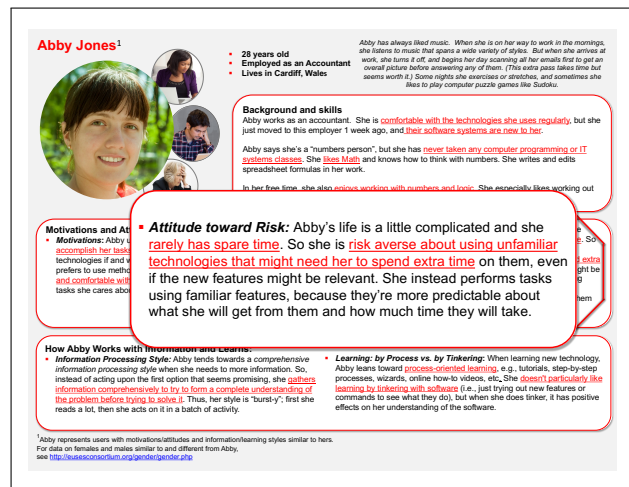 Abby Jones1
28 years old
Employed as an Accountant
Lives in Cardiff, Wales
Abby has always liked music. When she is on her way to work in the mornings,
she listens to music that spans a wide variety of styles. But when she arrives at
work, she turns it off, and begins her day scanning all her emails first to get an
overall picture before answering any of them. (This extra pass takes time but
seems worth it.) Some nights she exercises or stretches, and sometimes she
likes to play computer puzzle games like Sudoku.
Background and skills
Abby works as an accountant. She is comfortable with the technologies she uses regularly, but she
just moved to this employer 1 week ago, and their software systems are new to her.
Abby says she's a "numbers person", but she has never taken any computer programming or IT
systems classes. She likes Math and knows how to think with numbers. She writes and edits
spreadsheet formulas in her work.
In her free time, she also enjoys working with numbers and logic. She especially likes working out
Motivations and Att
Motivations: Abby u
accomplish her tasks
technologies if and w
prefers to use metho
and comfortable with
tasks she cares abou
Attitude toward Risk: Abby's life is a little complicated and she
rarely has spare time. So she is risk averse about using unfamiliar
technologies that might need her to spend extra time on them, even
if the new features might be relevant. She instead performs tasks
using familiar features, because they're more predictable about
what she will get from them and how much time they will take.
So
extra
ght be
ng
hem
How Abby Works with Information and Learns:
Information Processing Style: Abby tends towards a comprehensive
information processing style when she needs to more information. So,
instead of acting upon the first option that seems promising, she gathers
information comprehensively to try to form a complete understanding of
the problem before trying to solve it. Thus, her style is "burst-y"; first she
reads a lot, then she acts on it in a batch of activity.
Learning: by Process vs. by Tinkering: When learning new technology,
Abby leans toward process-oriented learning, e.g., tutorials, step-by-step
processes, wizards, online how-to videos, etc. She doesn't particularly like
learning by tinkering with software (i.e., just trying out new features or
commands to see what they do), but when she does tinker, it has positive
effects on her understanding of the software.
1Abby represents users with motivations/attitudes and information/learning styles similar to hers.
For data on females and males similar to and different from Abby,
see http://eusesconsortium.org/gender/gender.php